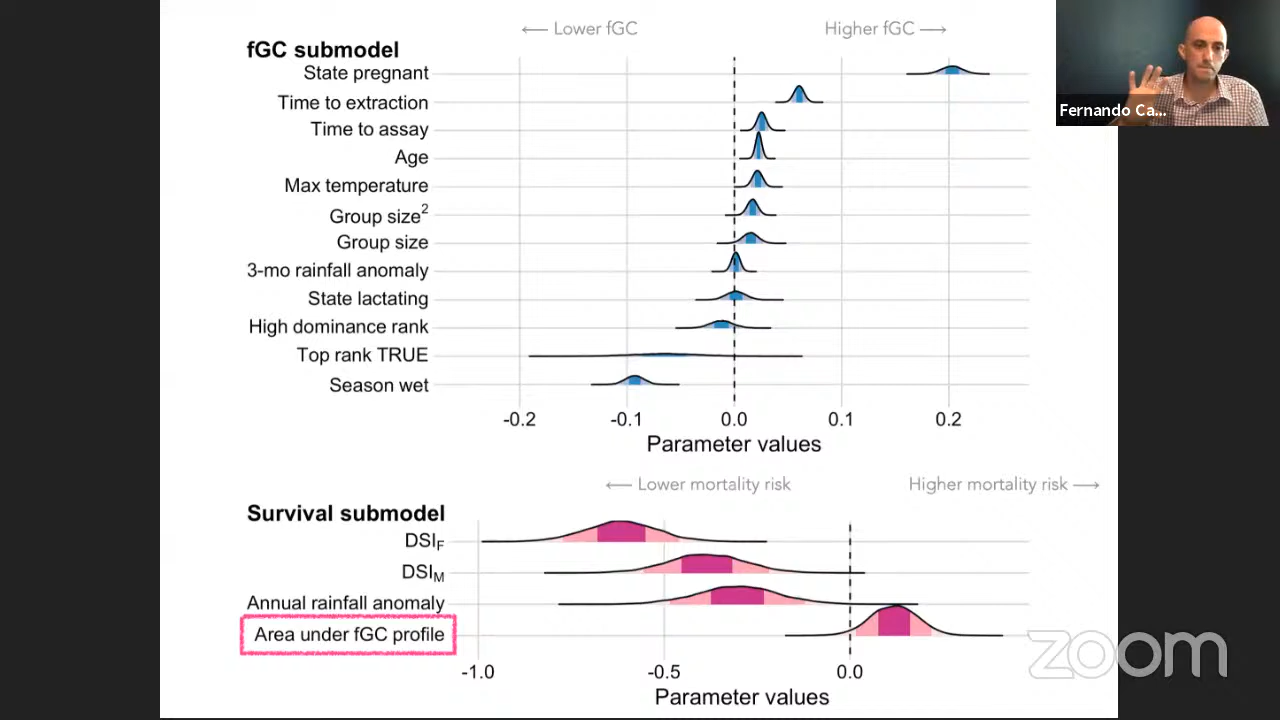 ← Lower fGC
Higher fGC →
fGC submodel
State pregnant
Time to extraction
Time to assay
Age
Max temperature
Group size²
Group size
3-mo rainfall anomaly
State lactating
High dominance rank
Top rank TRUE
Season wet
-0.2 -0.1 0.0 0.1 0.2
Parameter values
← Lower mortality risk
Higher mortality risk →
Survival submodel
DSI_F
DSI_M
Annual rainfall anomaly
Area under fGC profile
-1.0 -0.5 0.0
Parameter values
Fernando Ca...
zoom